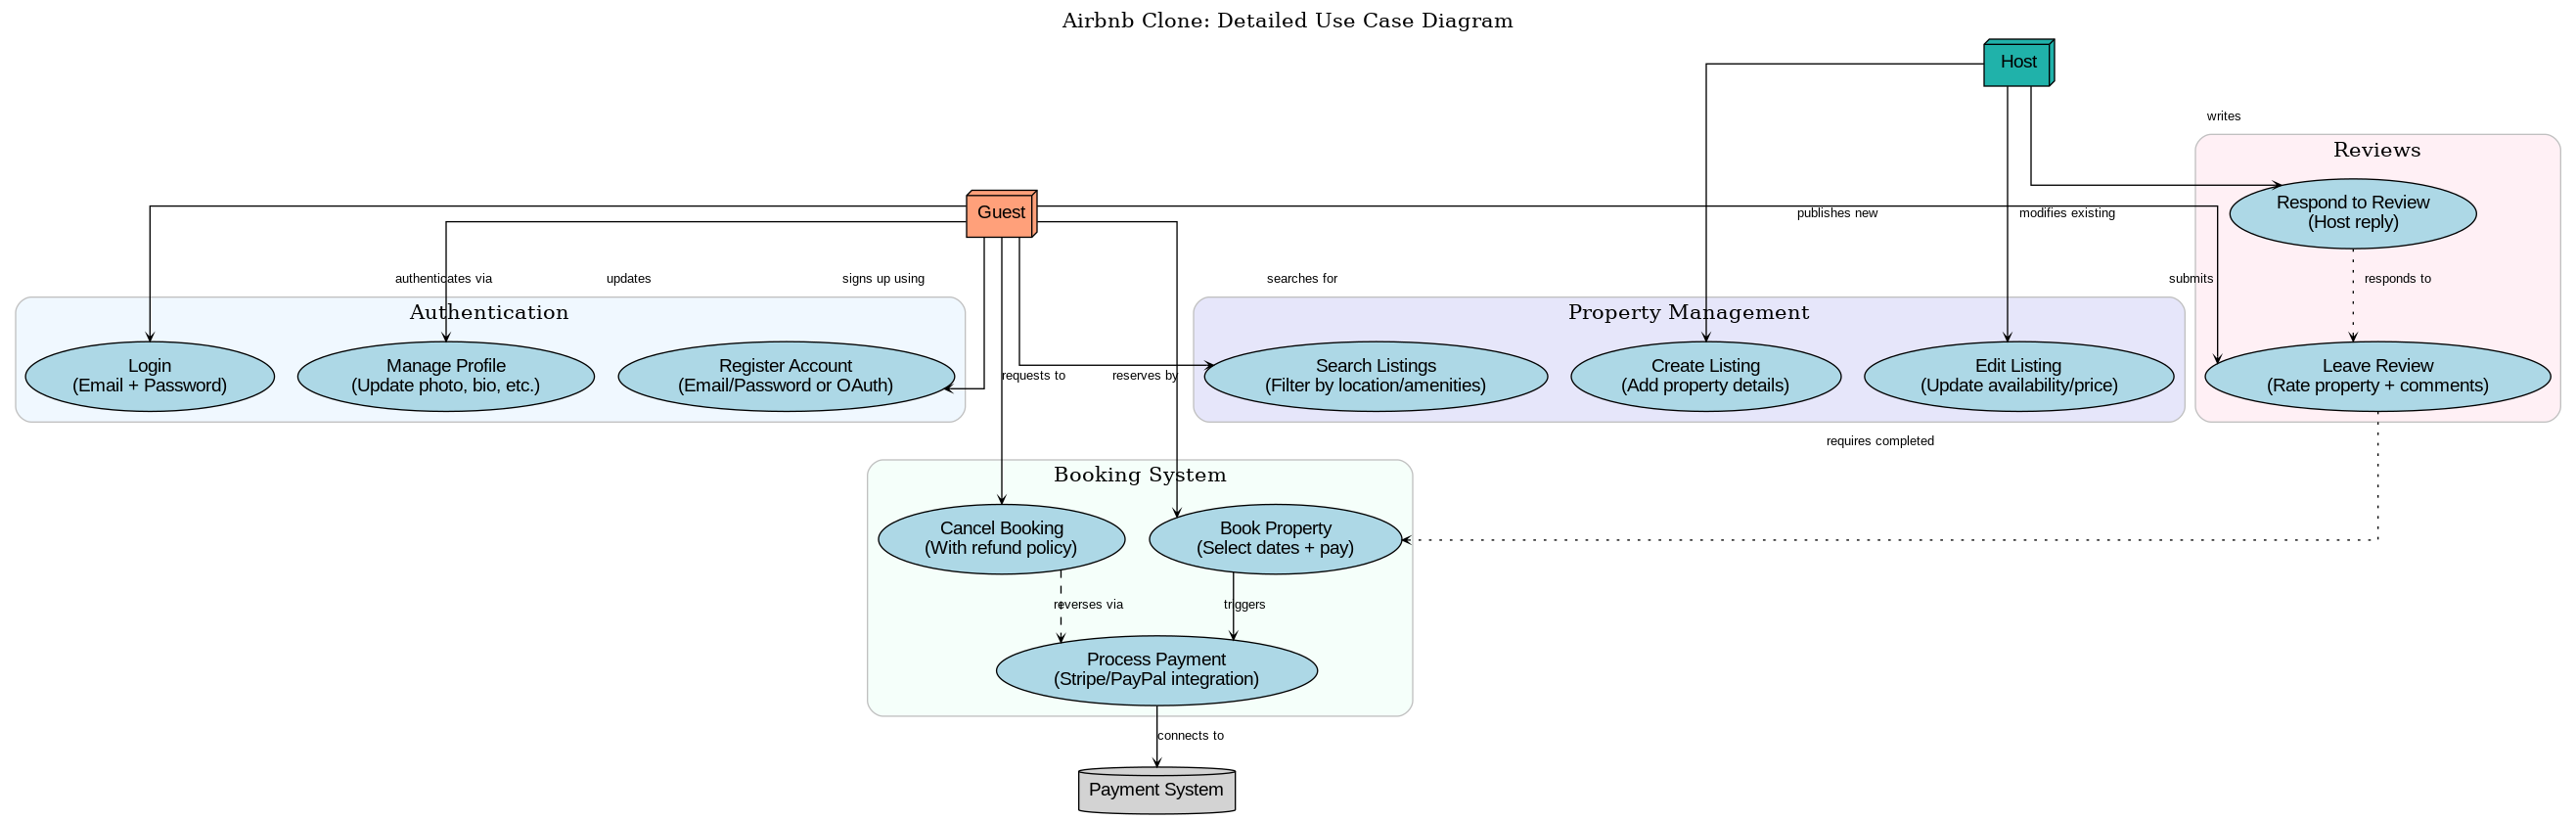 Airbnb Clone: Detailed Use Case Diagram
Host
writes
Reviews
Respond to Review
(Host reply)
Guest
publishes new
modifies existing
authenticates via
updates
signs up using
searches for
submits
responds to
Authentication
Login
(Email + Password)
Manage Profile
(Update photo, bio, etc.)
Register Account
(Email/Password or OAuth)
requests to
reserves by
Property Management
Search Listings
(Filter by location/amenities)
Create Listing
(Add property details)
Edit Listing
(Update availability/price)
Leave Review
(Rate property + comments)
requires completed
Booking System
Cancel Booking
(With refund policy)
Book Property
(Select dates + pay)
reverses via
triggers
Process Payment
(Stripe/PayPal integration)
connects to
Payment System